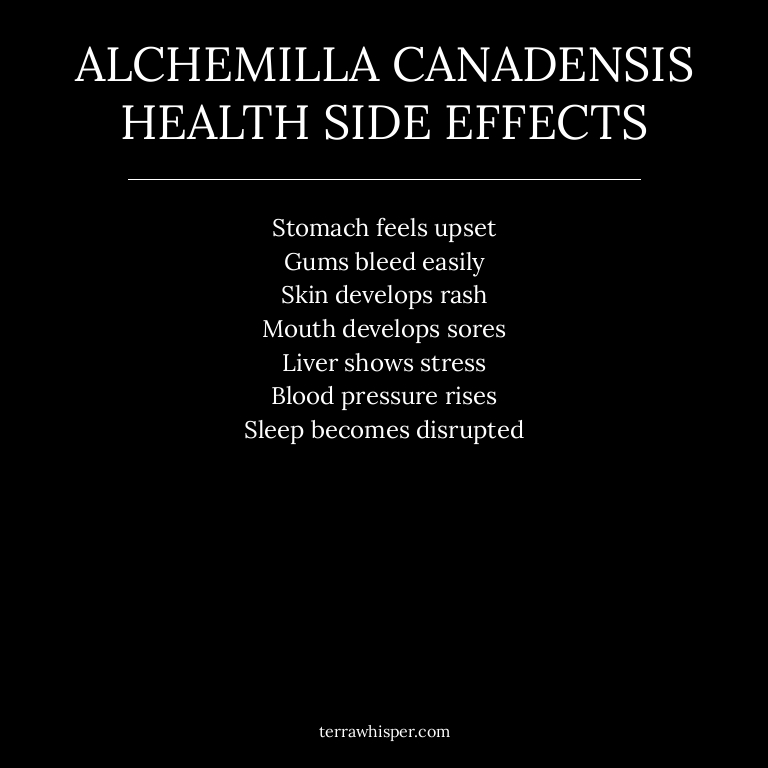 ALCHEMILLA CANADENSIS
HEALTH SIDE EFFECTS
Stomach feels upset
Gums bleed easily
Skin develops rash
Mouth develops sores
Liver shows stress
Blood pressure rises
Sleep becomes disrupted
terrawhisper.com